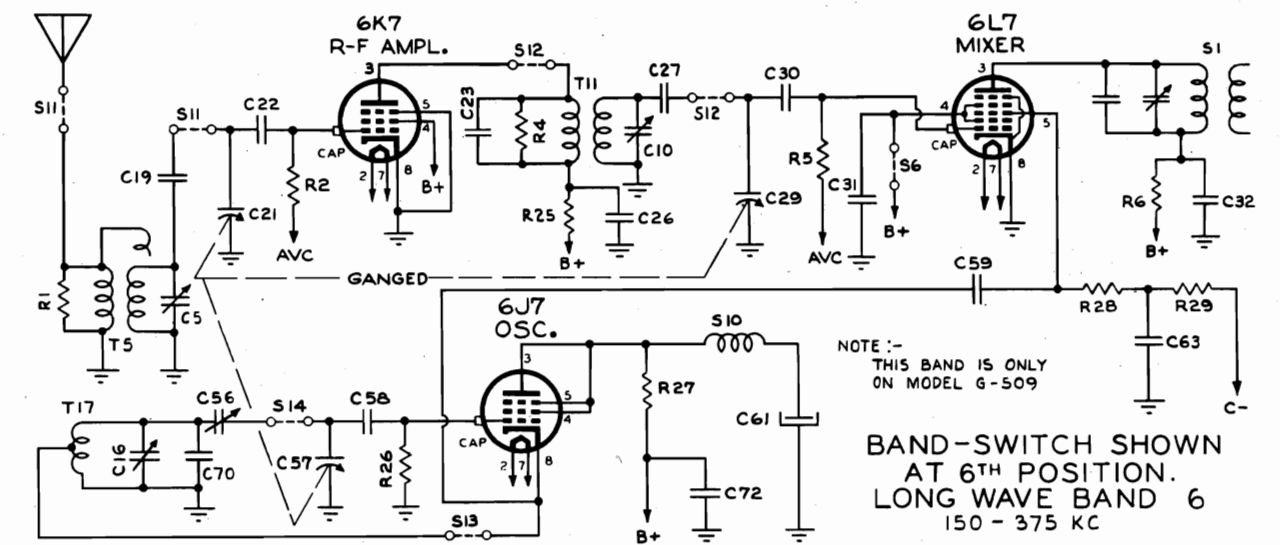 6K7
R-F AMPL.
6L7
MIXER
S1
S11
S11
C22
3
5
4
CAP
2
7
8
B+
S12
C23
R4
T11
C27
C10
S12
C30
3
4
CAP
5
2
7
8
C19
C21
R2
AVC
R25
C26
B+
C29
R5
C31
S6
B+
AVC
R6
C32
B+
GANGED
R1
T5
C5
6J7
OSC.
C59
R28
R29
C63
C-
S10
NOTE :-
THIS BAND IS ONLY
ON MODEL G-509
T17
C56
S14
C58
3
5
4
CAP
2
7
8
R27
C61
C16
C70
C57
R26
C72
B+
S13
BAND-SWITCH SHOWN
AT 6TH POSITION.
LONG WAVE BAND 6
150 - 375 KC